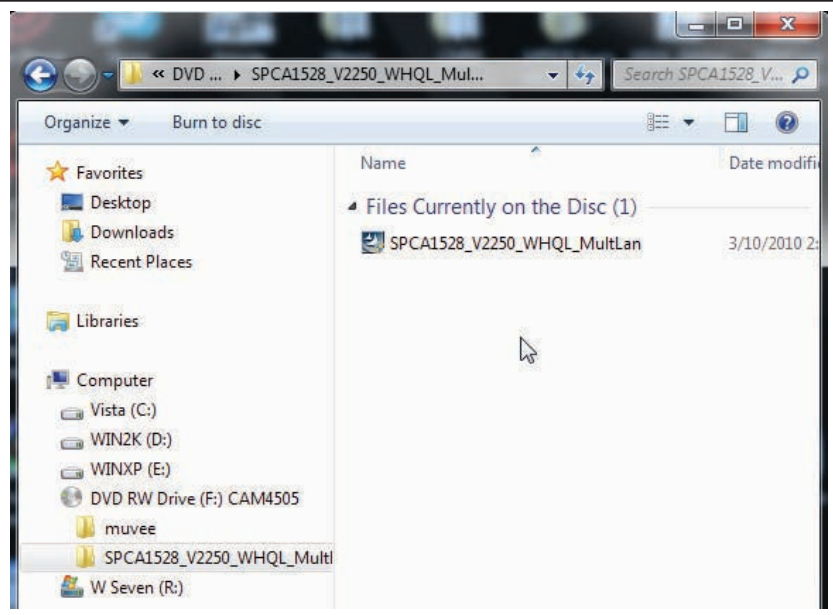 « DVD ... ▸ SPCA1528_V2250_WHQL_Mul...
Search SPCA1528_V...
Organize
Burn to disc
Favorites
Desktop
Downloads
Recent Places
Libraries
Computer
Vista (C:)
WIN2K (D:)
WINXP (E:)
DVD RW Drive (F:) CAM4505
muvee
SPCA1528_V2250_WHQL_Mult
W Seven (R:)
Name
Date modifi
Files Currently on the Disc (1)
SPCA1528_V2250_WHQL_MultLan
3/10/2010 2: